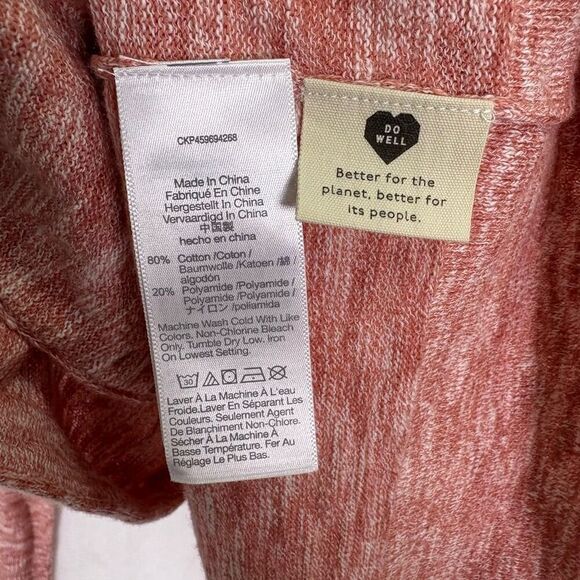 CKP459694268
Made In China
Fabriqué En Chine
Hergestellt In China
Vervaardigd In China
中国製
hecho en china
80% Cotton /Coton /
Baumwolle /Katoen /綿 /
algodón
20% Polyamide /Polyamide /
Polyamide /Polyamide /
ナイロン /poliamida
Machine Wash Cold With Like
Colors. Non-Chlorine Bleach
Only. Tumble Dry Low. Iron
On Lowest Setting.
30
Laver À La Machine À L'eau
Froide.Laver En Séparant Les
Couleurs. Seulement Agent
De Blanchiment Non-Chlore.
Sécher À La Machine À
Basse Température. Fer Au
Réglage Le Plus Bas.
DO
WELL
Better for the
planet, better for
its people.